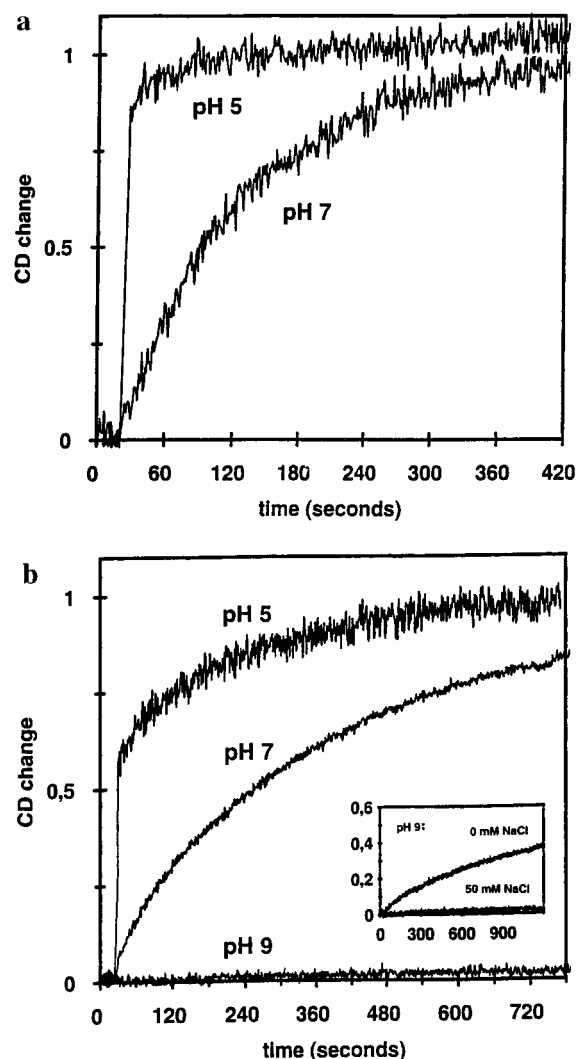 a
1
pH 5
pH 7
0.5
CD change
0
0 60 120 180 240 300 360 420
time (seconds)
b
1
pH 5
pH 7
0,5
CD change
0,6
pH 9: 0 mM NaCl
0,4
0,2
50 mM NaCl
0
0 300 600 900
pH 9
0
0 120 240 360 480 600 720
time (seconds)